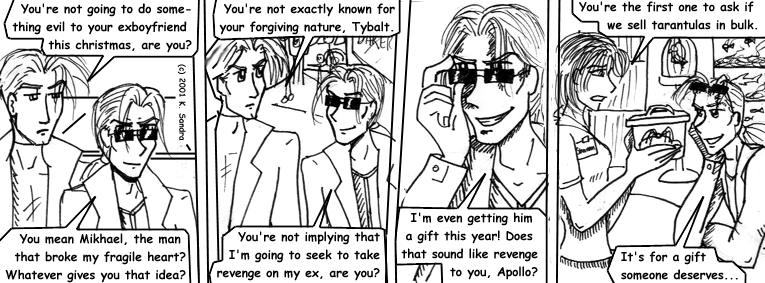 You're not going to do some-
thing evil to your exboyfriend
this christmas, are you?
(c) 2001 K. Sandra
You mean Mikhael, the man
that broke my fragile heart?
Whatever gives you that idea?
You're not exactly known for
your forgiving nature, Tybalt.
You're not implying that
I'm going to seek to take
revenge on my ex, are you?
I'm even getting him
a gift this year! Does
that sound like revenge
to you, Apollo?
You're the first one to ask if
we sell tarantulas in bulk.
It's for a gift
someone deserves...